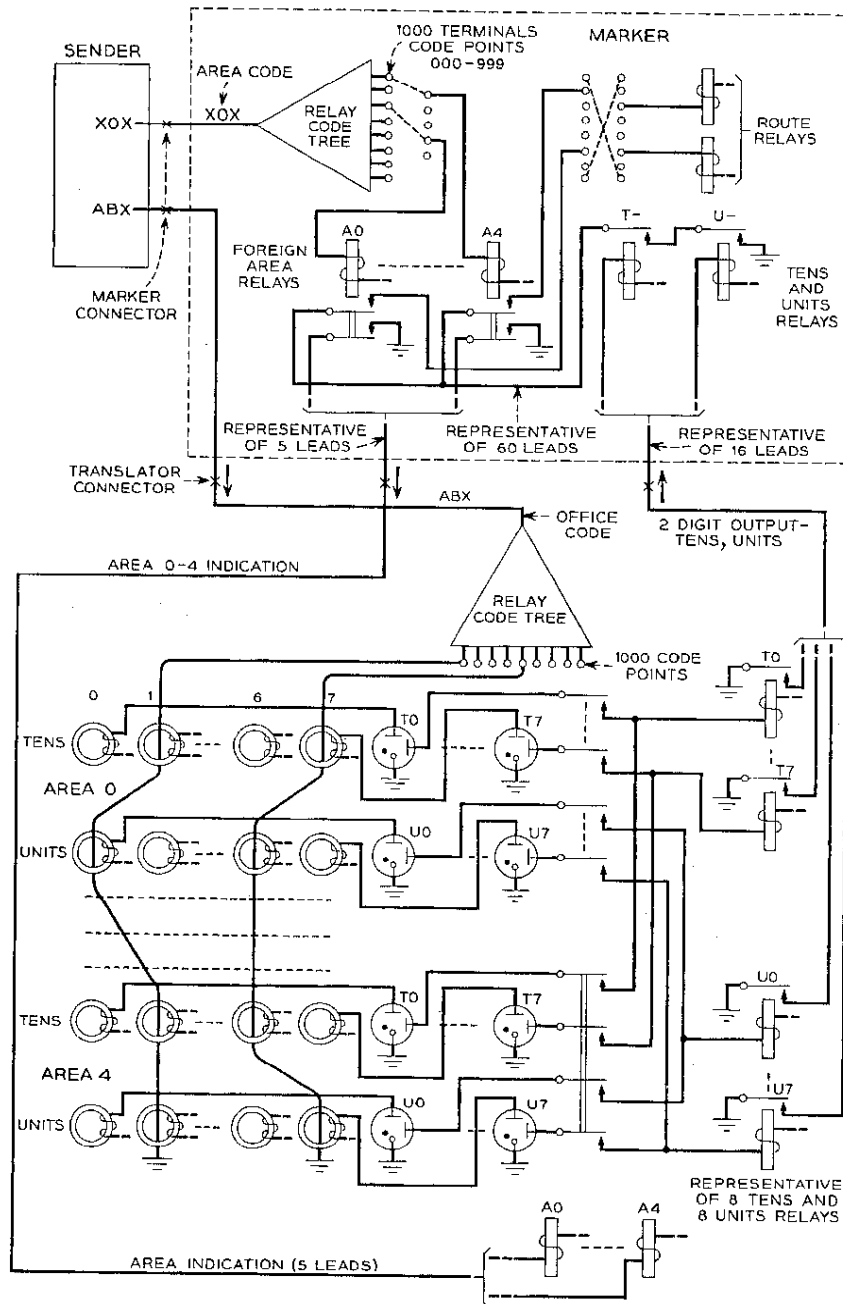 SENDER
XOX
ABX
MARKER CONNECTOR
AREA CODE
XOX
RELAY CODE TREE
1000 TERMINALS CODE POINTS 000-999
MARKER
ROUTE RELAYS
FOREIGN AREA RELAYS
A0
A4
T-
U-
TENS AND UNITS RELAYS
REPRESENTATIVE OF 5 LEADS
REPRESENTATIVE OF 60 LEADS
REPRESENTATIVE OF 16 LEADS
TRANSLATOR CONNECTOR
ABX
OFFICE CODE
2 DIGIT OUTPUT- TENS, UNITS
AREA 0-4 INDICATION
RELAY CODE TREE
1000 CODE POINTS
0
1
6
7
TENS
T0
T7
T0
T7
AREA 0
UNITS
U0
U7
TENS
T0
T7
U0
AREA 4
UNITS
U0
U7
U7
REPRESENTATIVE OF 8 TENS AND 8 UNITS RELAYS
A0
A4
AREA INDICATION (5 LEADS)